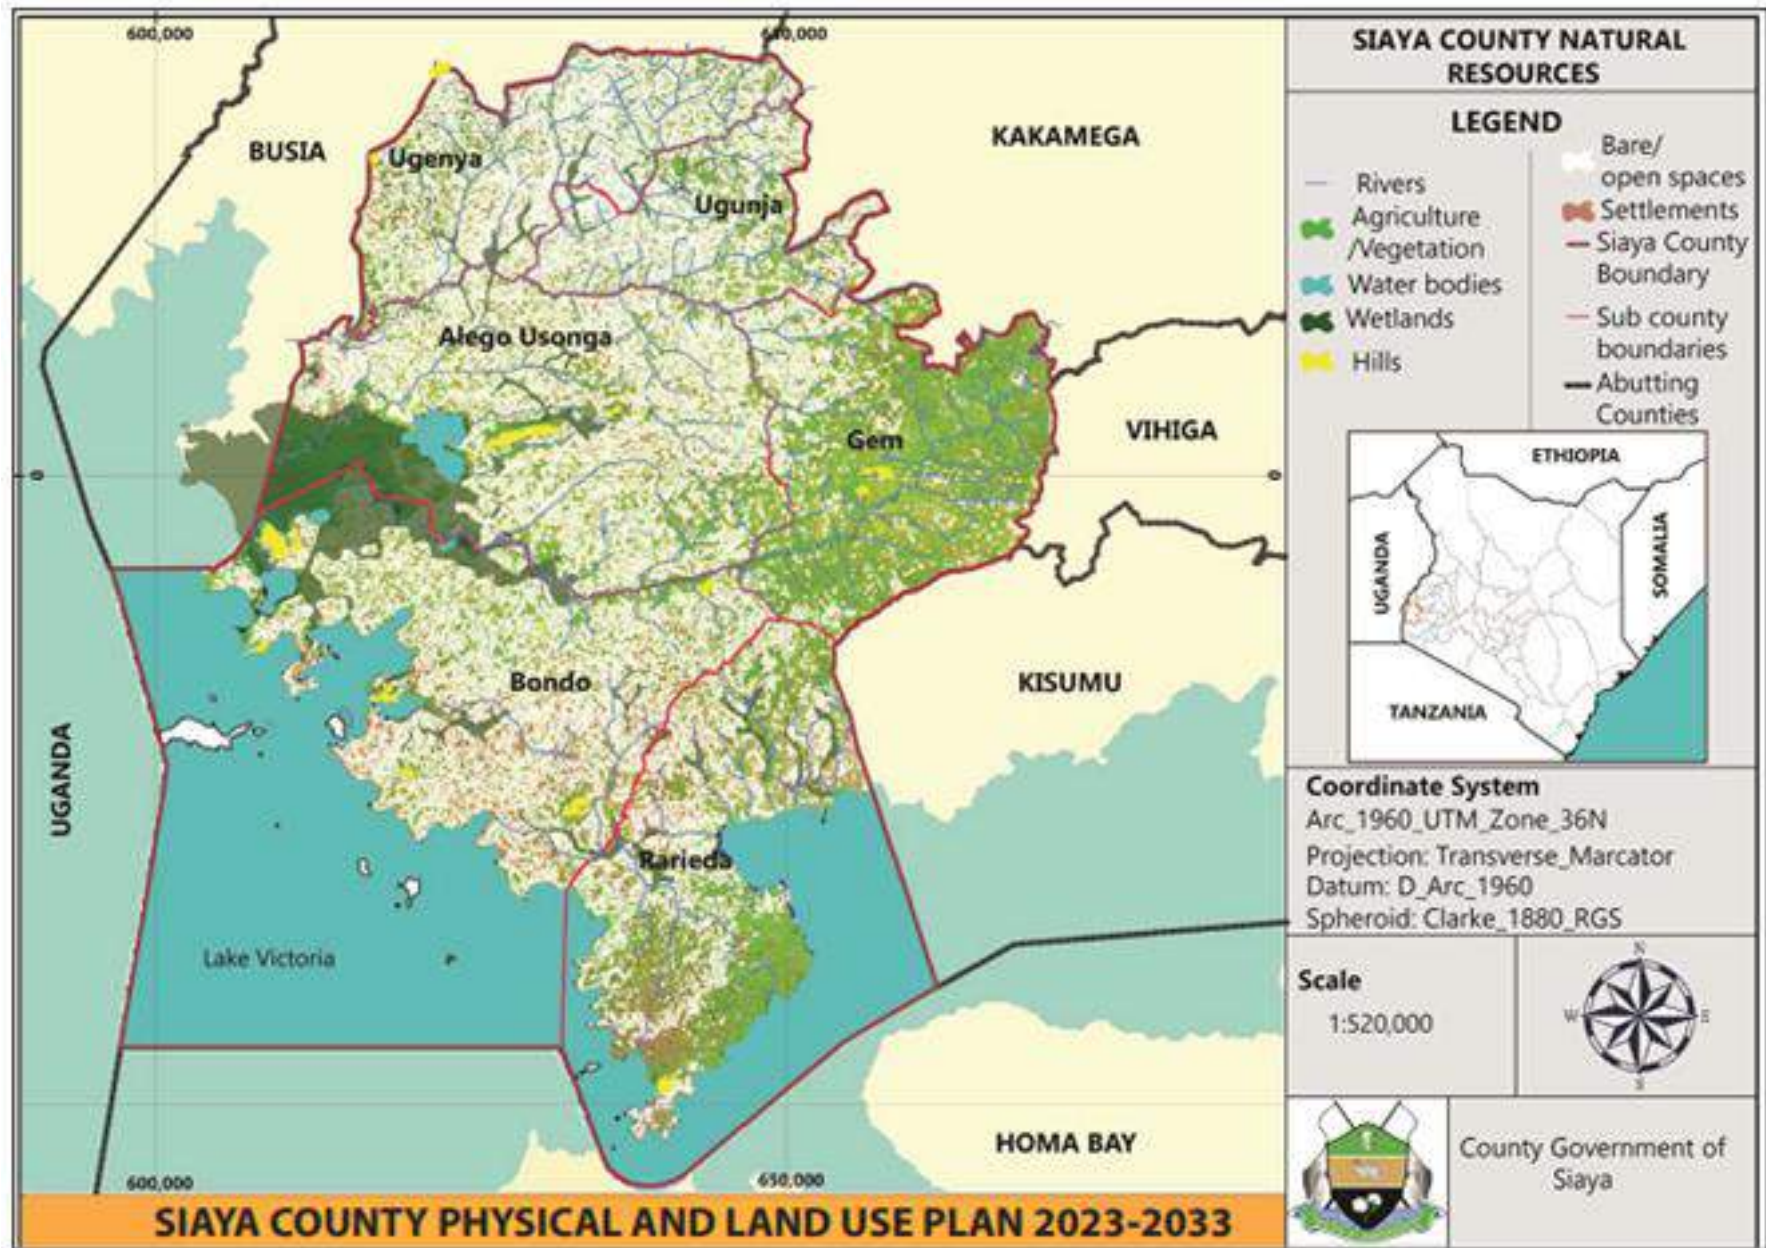 600,000
650,000
BUSIA
Ugenya
KAKAMEGA
Ugunja
Alego Usonga
Gem
VIHIGA
0
0
Bondo
KISUMU
UGANDA
Rarieda
Lake Victoria
HOMA BAY
600,000
650,000
SIAYA COUNTY PHYSICAL AND LAND USE PLAN 2023-2033
SIAYA COUNTY NATURAL
RESOURCES
LEGEND
Rivers
Agriculture
/Vegetation
Water bodies
Wetlands
Hills
Bare/
open spaces
Settlements
Siaya County
Boundary
Sub county
boundaries
Abutting
Counties
ETHIOPIA
UGANDA
SOMALIA
TANZANIA
Coordinate System
Arc_1960_UTM_Zone_36N
Projection: Transverse_Marcator
Datum: D_Arc_1960
Spheroid: Clarke_1880_RGS
Scale
1:520,000
N
W
E
S
County Government of
Siaya